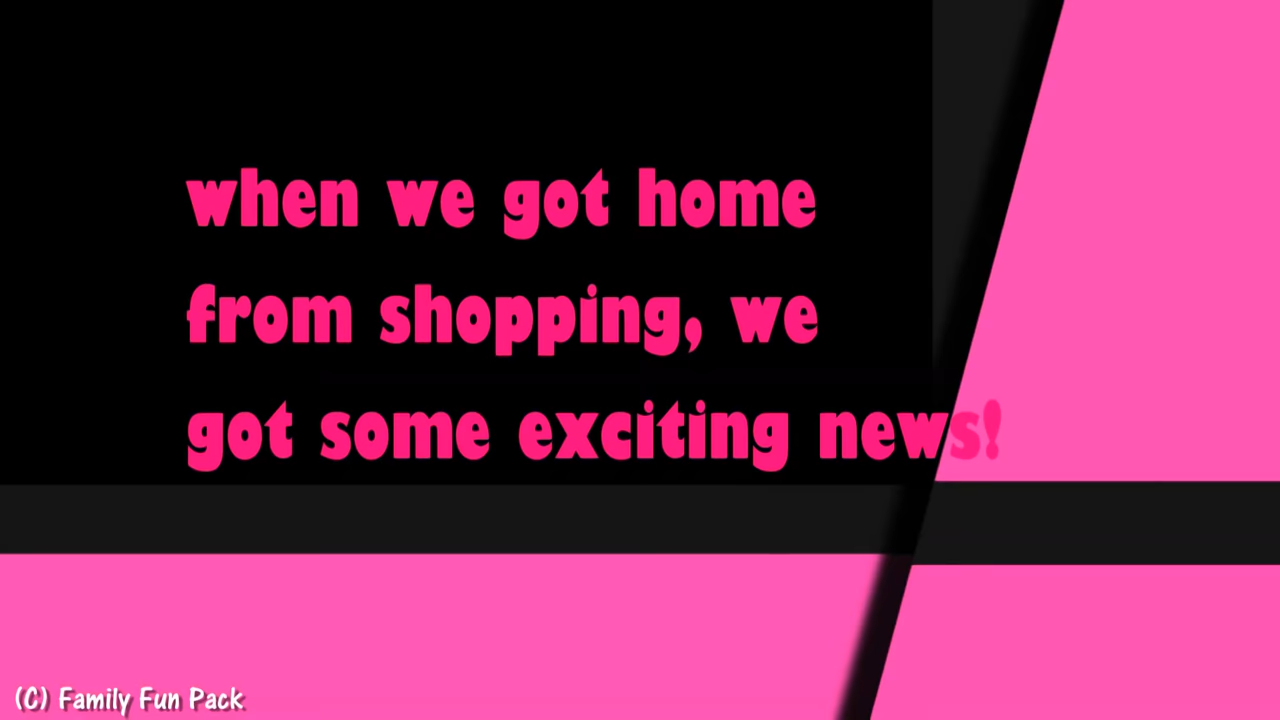 when we got home
from shopping, we
got some exciting news!
(C) Family Fun Pack